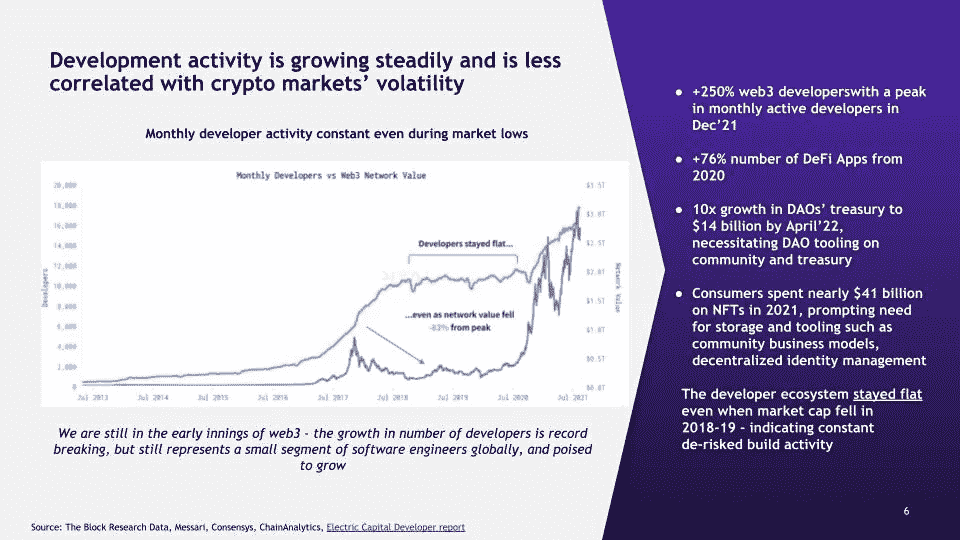 Development activity is growing steadily and is less
correlated with crypto markets' volatility
Monthly developer activity constant even during market lows
Monthly Developers vs Web3 Network Value
20,000
18,000
16,000
14,000
12,000
10,000
8,000
6,000
4,000
2,000
0
Developers
Developers stayed flat...
...even as network value fell
-83% from peak
$3.0T
$2.5T
$2.0T
$1.5T
$1.0T
$0.5T
$0.0T
Network Value
Jul 2013
Jul 2014
Jul 2015
Jul 2016
Jul 2017
Jul 2018
Jul 2019
Jul 2020
Jul 2021
We are still in the early innings of web3 - the growth in number of developers is record
breaking, but still represents a small segment of software engineers globally, and poised
to grow
● +250% web3 developerswith a peak
in monthly active developers in
Dec'21
● +76% number of DeFi Apps from
2020
● 10x growth in DAOs' treasury to
$14 billion by April'22,
necessitating DAO tooling on
community and treasury
● Consumers spent nearly $41 billion
on NFTs in 2021, prompting need
for storage and tooling such as
community business models,
decentralized identity management
The developer ecosystem stayed flat
even when market cap fell in
2018-19 - indicating constant
de-risked build activity
6
Source: The Block Research Data, Messari, Consensys, ChainAnalytics, Electric Capital Developer report